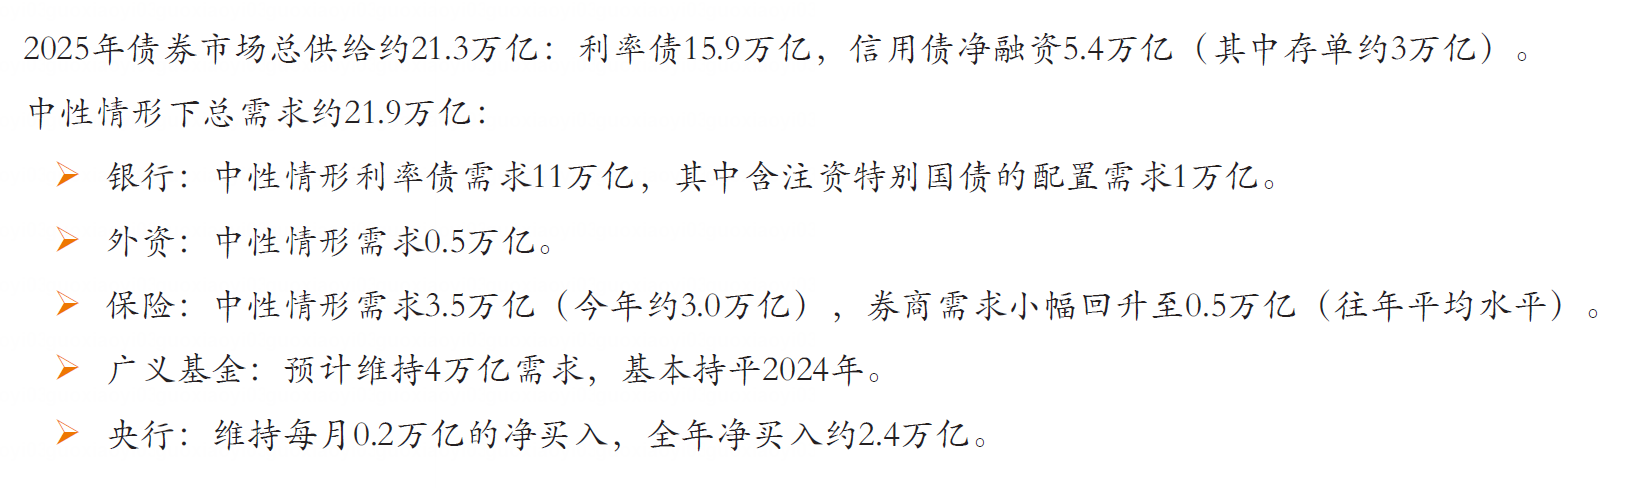 2025年债券市场总供给约21.3万亿：利率债15.9万亿，信用债净融资5.4万亿（其中存单约3万亿）。
中性情形下总需求约21.9万亿：
银行：中性情形利率债需求11万亿，其中含注资特别国债的配置需求1万亿。
外资：中性情形需求0.5万亿。
保险：中性情形需求3.5万亿（今年约3.0万亿），券商需求小幅回升至0.5万亿（往年平均水平）。
广义基金：预计维持4万亿需求，基本持平2024年。
央行：维持每月0.2万亿的净买入，全年净买入约2.4万亿。